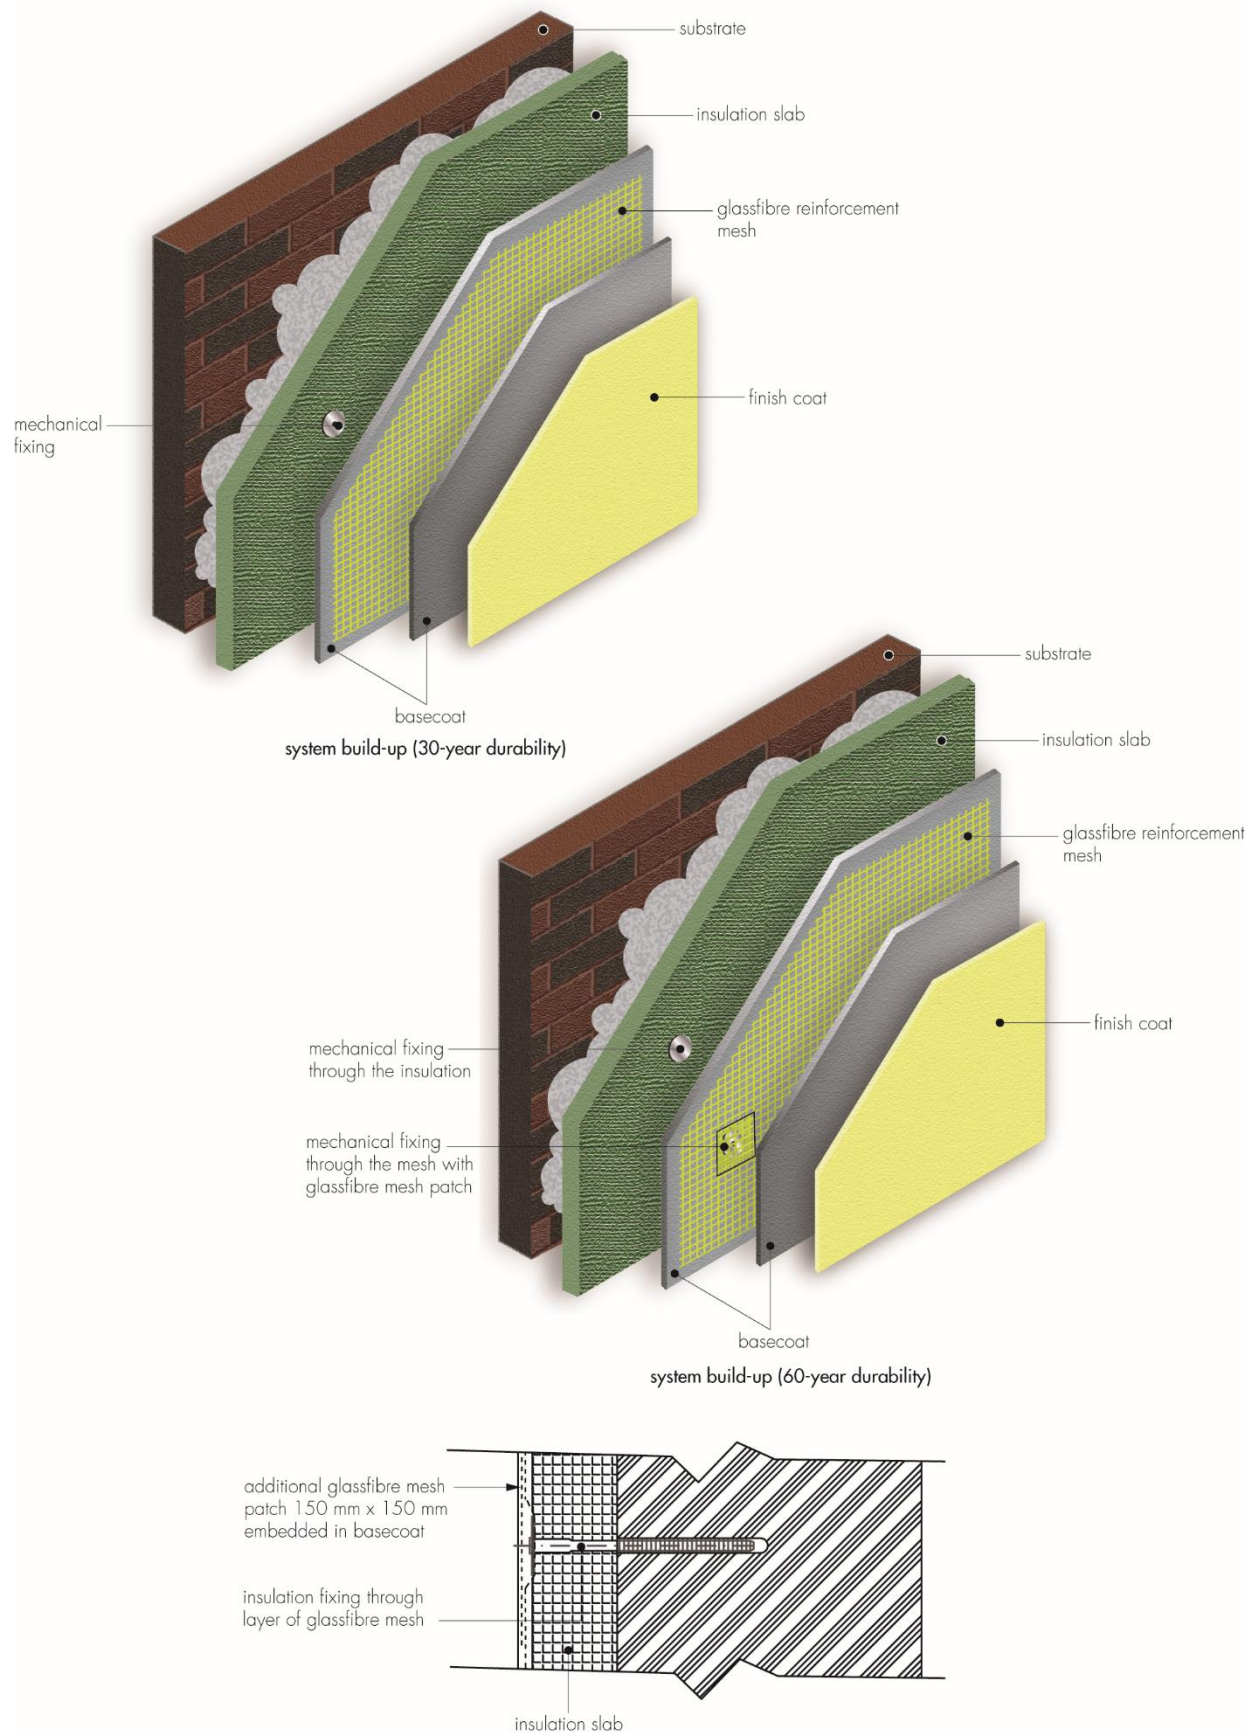 substrate
insulation slab
glassfibre reinforcement
mesh
finish coat
mechanical
fixing
basecoat
system build-up (30-year durability)
substrate
insulation slab
glassfibre reinforcement
mesh
finish coat
mechanical fixing
through the insulation
mechanical fixing
through the mesh with
glassfibre mesh patch
basecoat
system build-up (60-year durability)
additional glassfibre mesh
patch 150 mm x 150 mm
embedded in basecoat
insulation fixing through
layer of glassfibre mesh
insulation slab